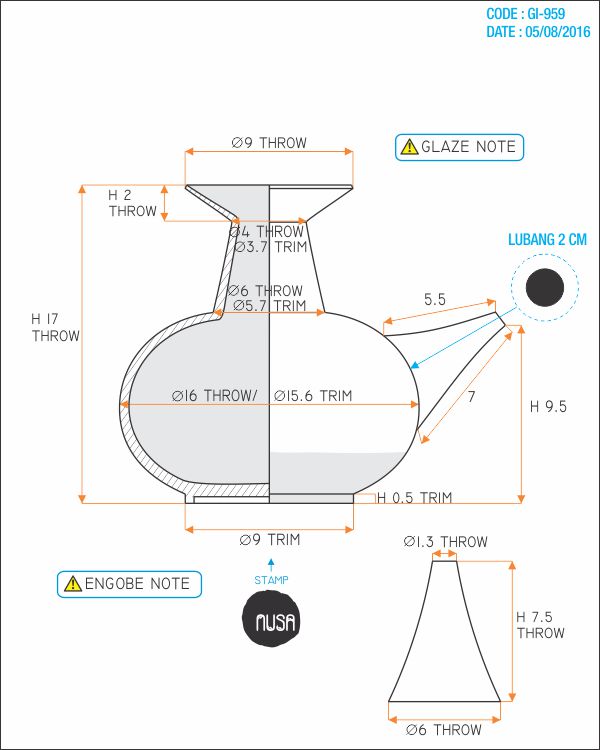 CODE : GI-959
DATE : 05/08/2016
Ø9 THROW
GLAZE NOTE
H 2
THROW
Ø4 THROW
Ø3.7 TRIM
LUBANG 2 CM
Ø6 THROW
Ø5.7 TRIM
5.5
H 17
THROW
Ø16 THROW/ Ø15.6 TRIM
7
H 9.5
H 0.5 TRIM
Ø9 TRIM
Ø1.3 THROW
ENGOBE NOTE
STAMP
NUSA
H 7.5
THROW
Ø6 THROW